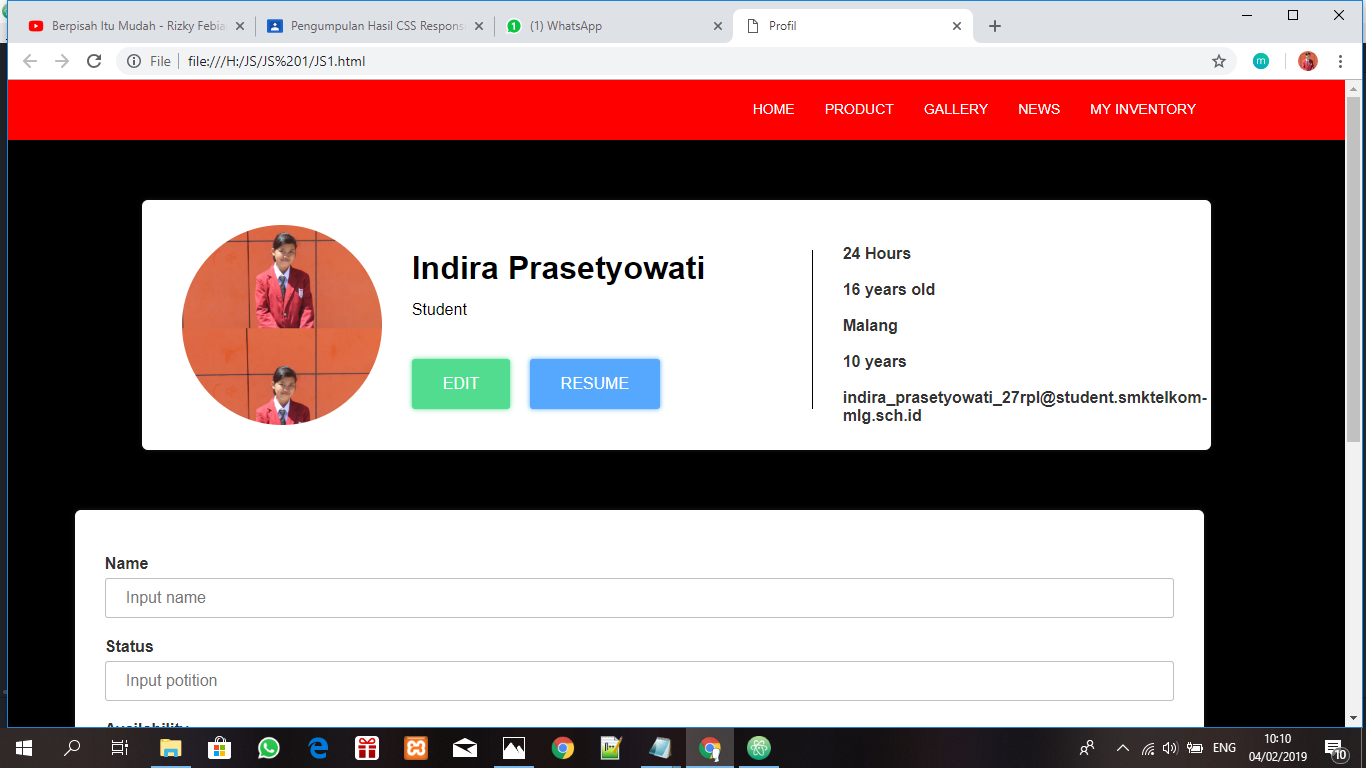 Berpisah Itu Mudah - Rizky Febia
Pengumpulan Hasil CSS Respons
(1) WhatsApp
Profil
File
file:///H:/JS/JS%201/JS1.html
m
HOME
PRODUCT
GALLERY
NEWS
MY INVENTORY
Indira Prasetyowati
Student
EDIT
RESUME
24 Hours
16 years old
Malang
10 years
indira_prasetyowati_27rpl@student.smktelkom-
mlg.sch.id
Name
Input name
Status
Input potition
Availability
ENG
10:10
04/02/2019
10